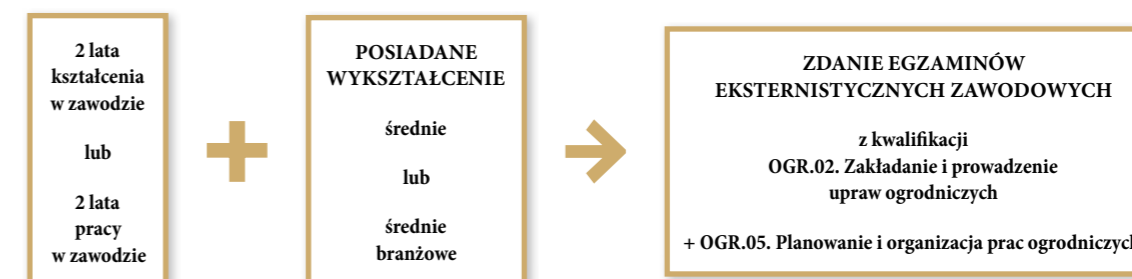 2 lata
kształcenia
w zawodzie
lub
2 lata
pracy
w zawodzie
+
POSIADANE
WYKSZTAŁCENIE
średnie
lub
średnie
branżowe
ZDANIE EGZAMINÓW
EKSTERNISTYCZNYCH ZAWODOWYCH
z kwalifikacji
OGR.02. Zakładanie i prowadzenie
upraw ogrodniczych
+ OGR.05. Planowanie i organizacja prac ogrodniczych